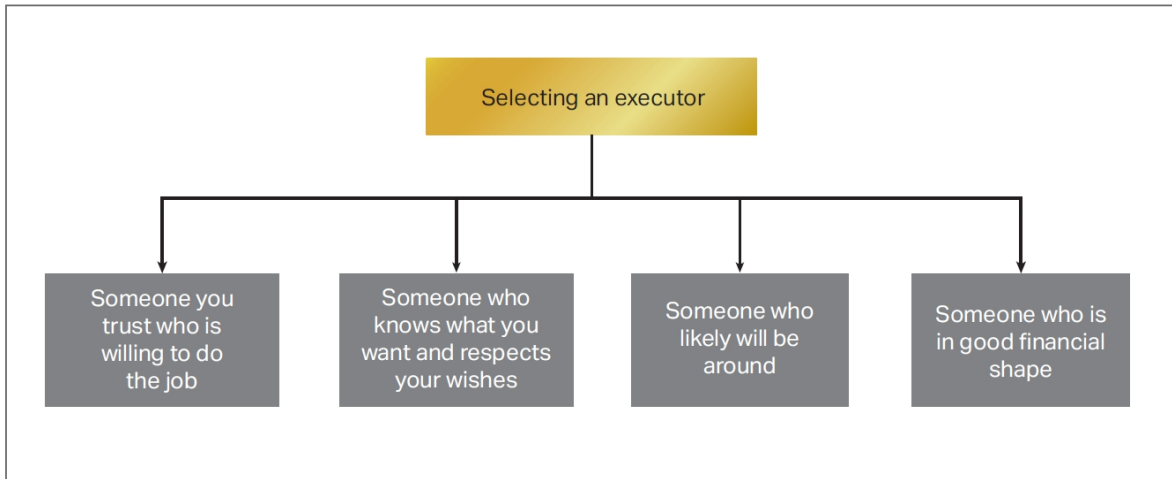 Selecting an executor
Someone you
trust who is
willing to do
the job
Someone who
knows what you
want and respects
your wishes
Someone who
likely will be
around
Someone who is
in good financial
shape